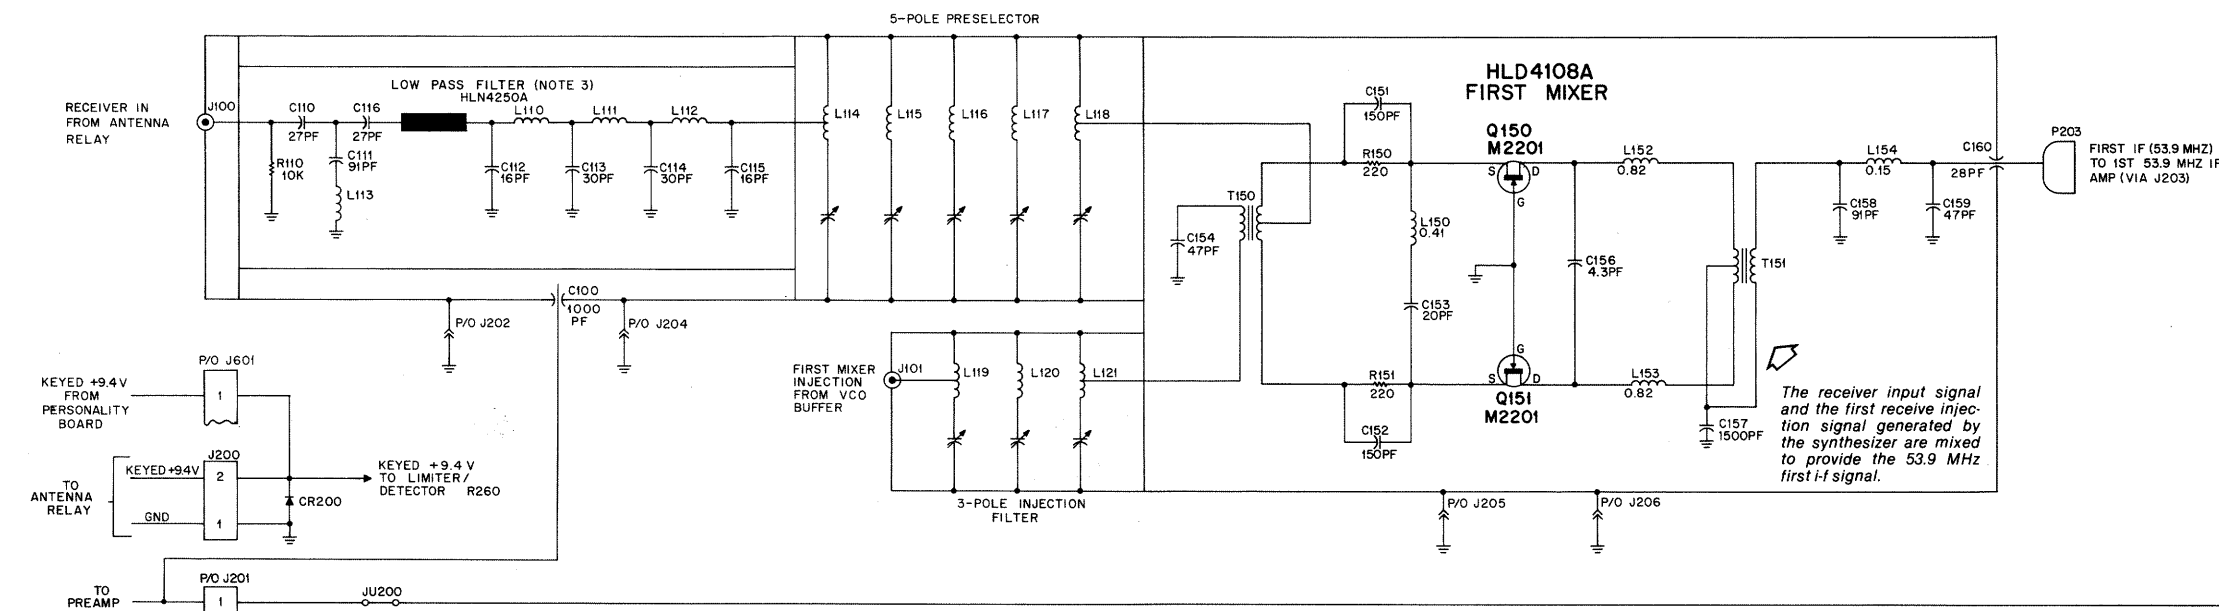 5-POLE PRESELECTOR
HLD4108A
FIRST MIXER
LOW PASS FILTER (NOTE 3)
HLN4250A
RECEIVER IN
FROM ANTENNA
RELAY
J100
C110
27PF
C116
27PF
L110
L111
L112
R110
10K
C111
91PF
L113
C112
16PF
C113
30PF
C114
30PF
C115
16PF
L114
L115
L116
L117
L118
C151
150PF
R150
220
Q150
M2201
S
D
G
L152
0.82
L154
0.15
C160
28PF
P203
FIRST IF (53.9 MHZ)
TO 1ST 53.9 MHZ IF
AMP (VIA J203)
T150
C154
47PF
L150
0.41
C153
20PF
C156
4.3PF
T151
C158
91PF
C159
47PF
C100
1000
PF
P/O J202
P/O J204
FIRST MIXER
INJECTION
FROM VCO
BUFFER
J101
L119
L120
L121
3-POLE INJECTION
FILTER
R151
220
C152
150PF
G
S
D
Q151
M2201
L153
0.82
C157
1500PF
The receiver input signal
and the first receive injec-
tion signal generated by
the synthesizer are mixed
to provide the 53.9 MHz
first i-f signal.
P/O J205
P/O J206
P/O J601
KEYED +9.4V
FROM
PERSONALITY
BOARD
1
J200
KEYED +9.4V
2
TO
ANTENNA
RELAY
GND
1
CR200
KEYED +9.4 V
TO LIMITER/
DETECTOR R260
P/O J201
TO
PREAMP
1
JU200